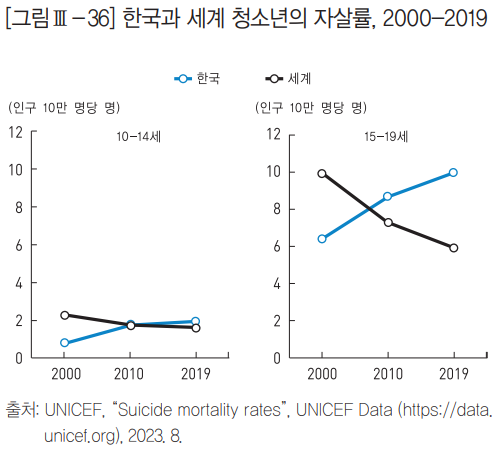 [그림Ⅲ-36] 한국과 세계 청소년의 자살률, 2000-2019
한국 세계
(인구 10만 명당 명)
10-14세
12
10
8
6
4
2
0
2000 2010 2019
(인구 10만 명당 명)
15-19세
12
10
8
6
4
2
0
2000 2010 2019
출처: UNICEF, “Suicide mortality rates”, UNICEF Data (https://data.
unicef.org), 2023. 8.